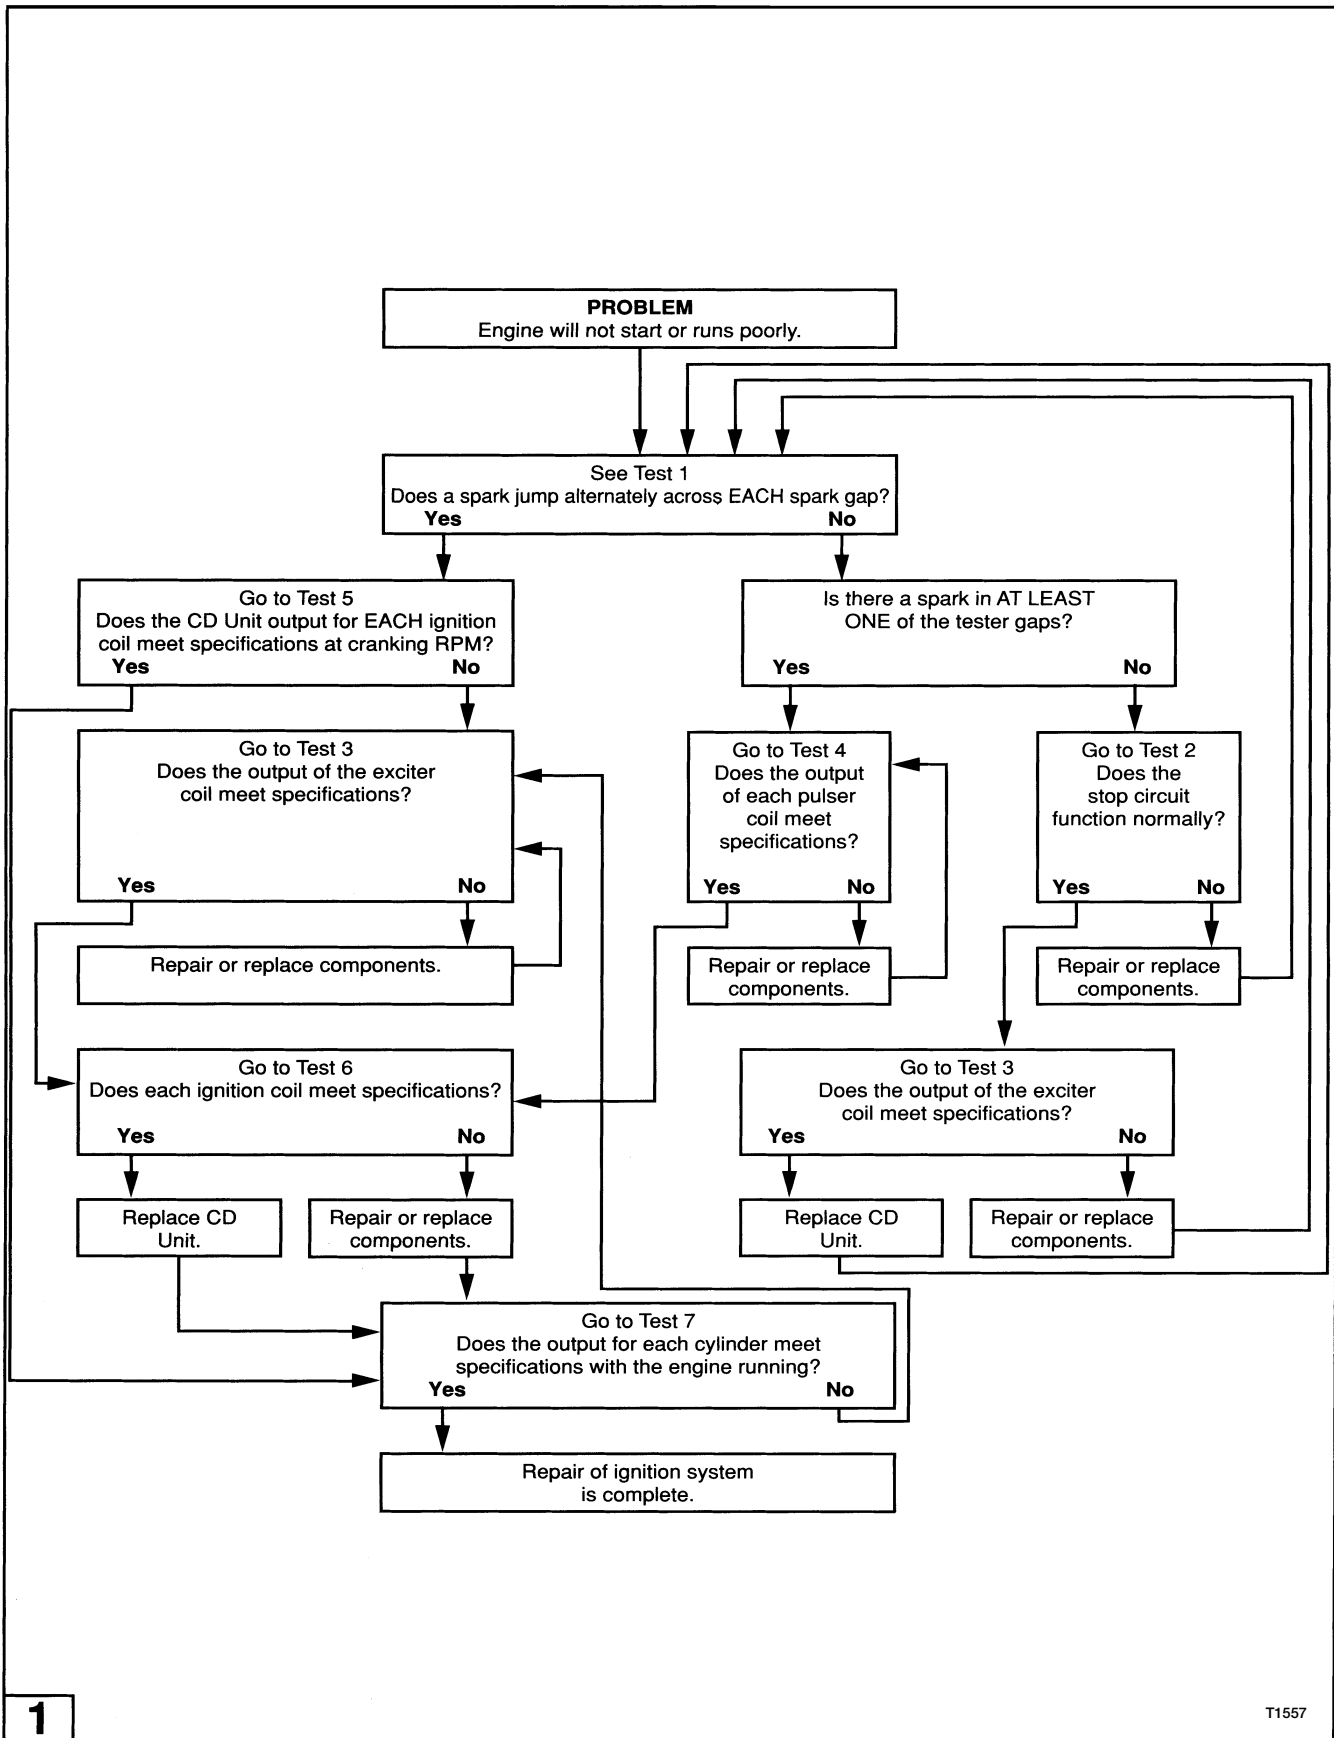 PROBLEM
Engine will not start or runs poorly.
See Test 1
Does a spark jump alternately across EACH spark gap?
Yes No
Go to Test 5
Does the CD Unit output for EACH ignition
coil meet specifications at cranking RPM?
Yes No
Is there a spark in AT LEAST
ONE of the tester gaps?
Yes No
Go to Test 3
Does the output of the exciter
coil meet specifications?
Yes No
Go to Test 4
Does the output
of each pulser
coil meet
specifications?
Yes No
Go to Test 2
Does the
stop circuit
function normally?
Yes No
Repair or replace components.
Repair or replace
components.
Repair or replace
components.
Go to Test 6
Does each ignition coil meet specifications?
Yes No
Go to Test 3
Does the output of the exciter
coil meet specifications?
Yes No
Replace CD
Unit.
Repair or replace
components.
Replace CD
Unit.
Repair or replace
components.
Go to Test 7
Does the output for each cylinder meet
specifications with the engine running?
Yes No
Repair of ignition system
is complete.
1
T1557